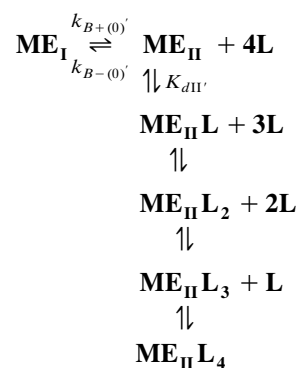 k_{B+(0)'}
ME_I ⇌ ME_II + 4L
k_{B−(0)'}
⇅ K_{dII'}
ME_II L + 3L
⇅
ME_II L_2 + 2L
⇅
ME_II L_3 + L
⇅
ME_II L_4